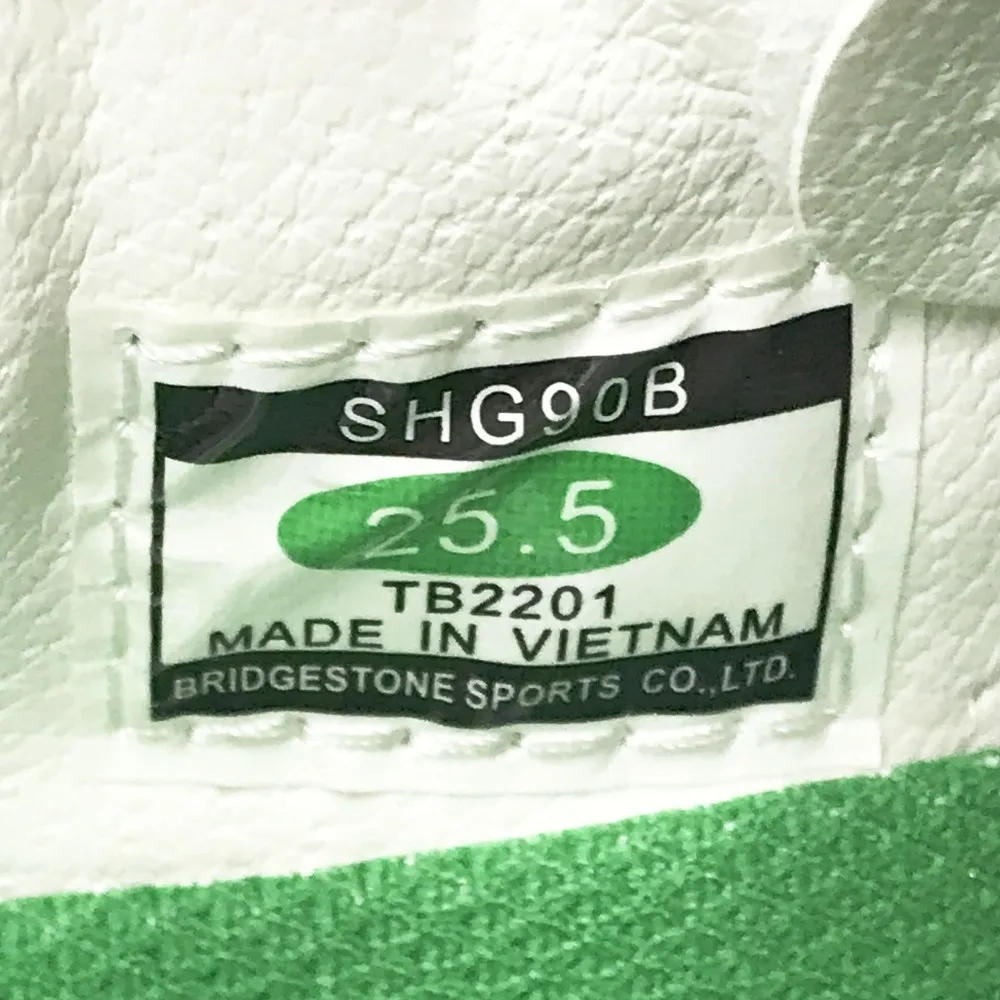 SHG90B
25.5
TB2201
MADE IN VIETNAM
BRIDGESTONE SPORTS CO.,LTD.